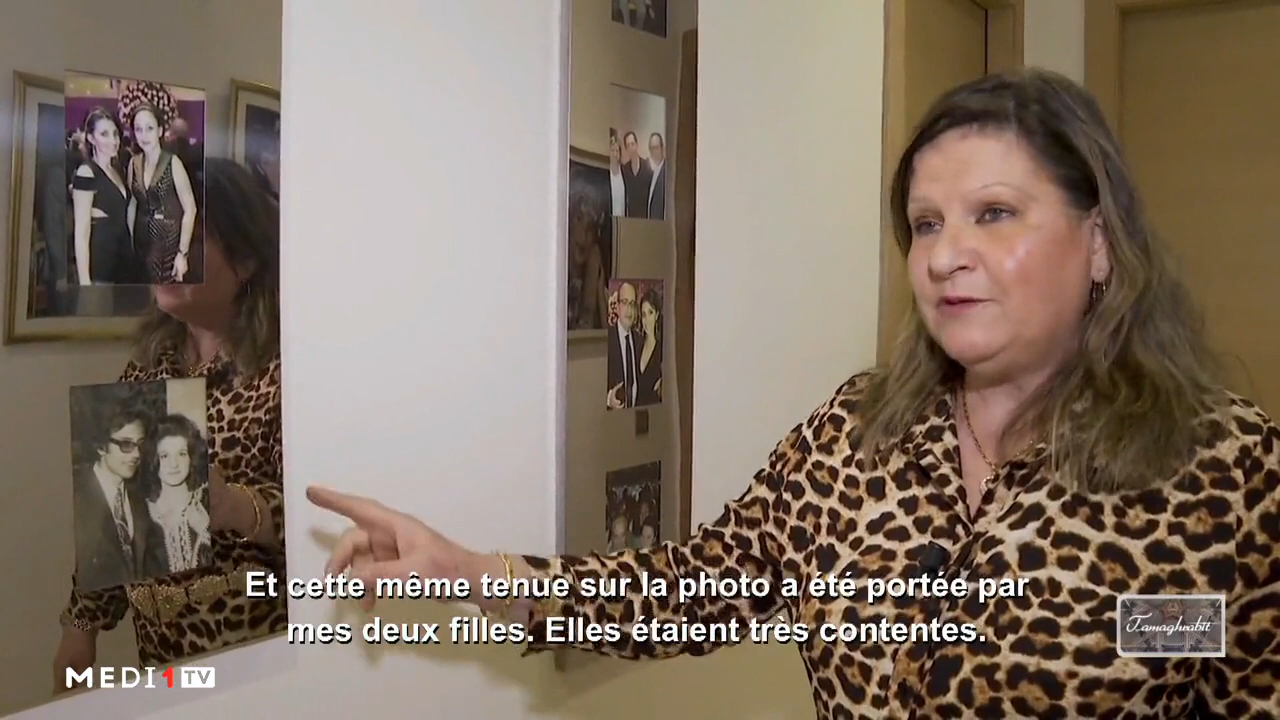 Et cette même tenue sur la photo a été portée par
mes deux filles. Elles étaient très contentes.
Tamaghrabit
MEDI1TV